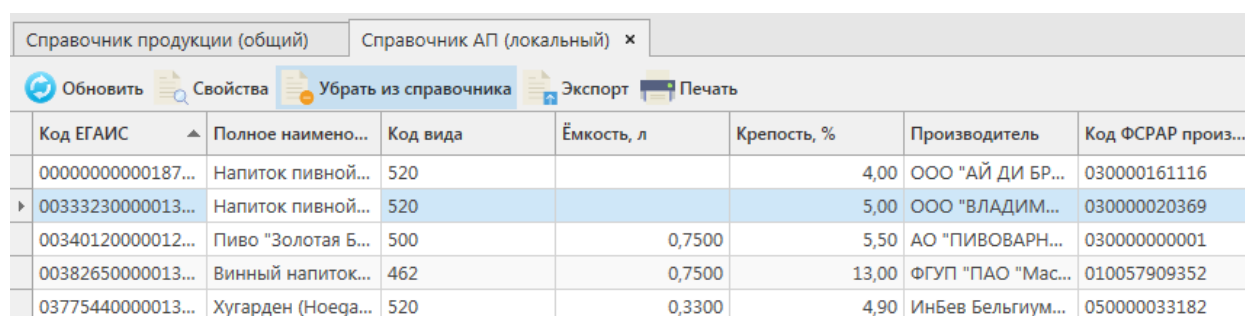 Справочник продукции (общий) Справочник АП (локальный) ×
Обновить Свойства Убрать из справочника Экспорт Печать
Код ЕГАИС Полное наимено... Код вида Ёмкость, л Крепость, % Производитель Код ФСРАР произ...
00000000000187... Напиток пивной... 520 4,00 ООО "АЙ ДИ БР... 030000161116
00333230000013... Напиток пивной... 520 5,00 ООО "ВЛАДИМ... 030000020369
00340120000012... Пиво "Золотая Б... 500 0,7500 5,50 АО "ПИВОВАРН... 030000000001
00382650000013... Винный напиток... 462 0,7500 13,00 ФГУП "ПАО "Мас... 010057909352
03775440000013... Хугарден (Hoega... 520 0,3300 4,90 ИнБев Бельгиум... 050000033182